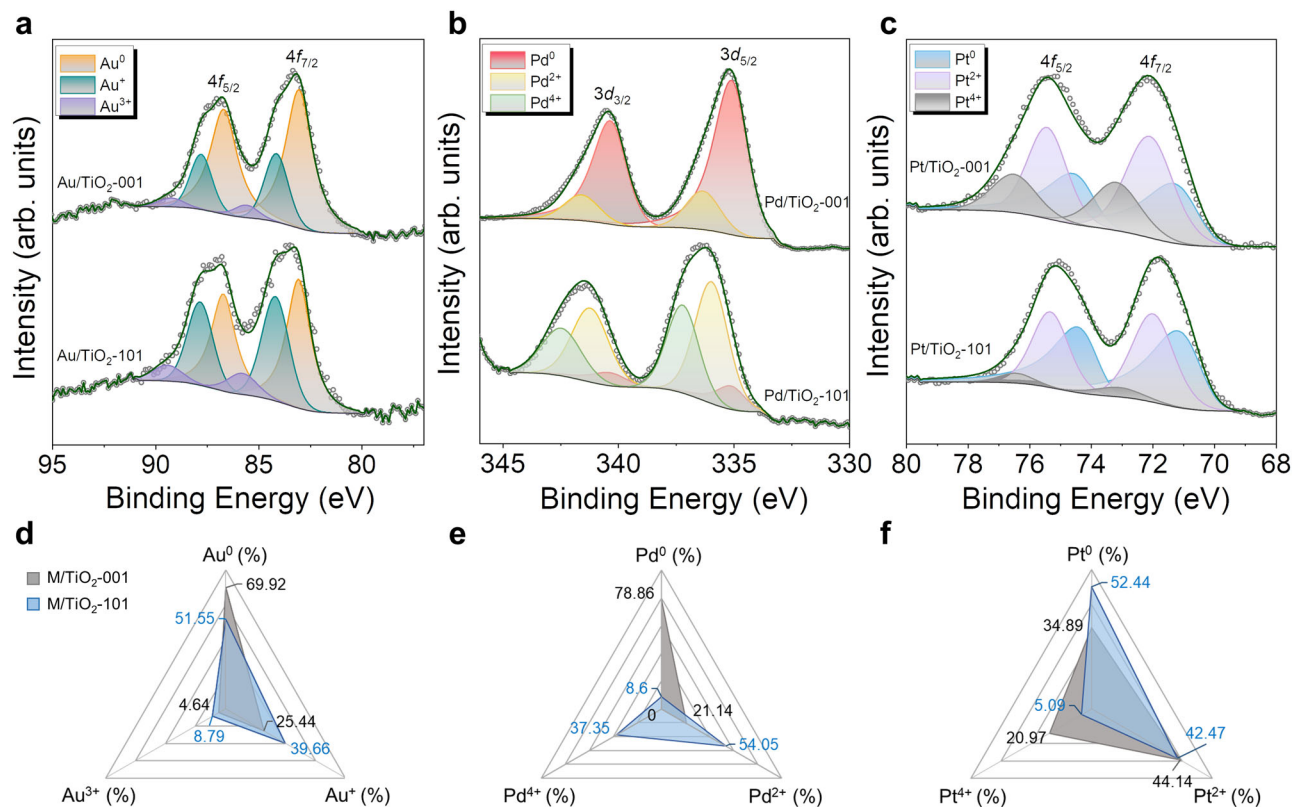 a
Au⁰
Au⁺
Au³⁺
4f₅/₂
4f₇/₂
Au/TiO₂-001
Au/TiO₂-101
Intensity (arb. units)
95 90 85 80
Binding Energy (eV)
b
Pd⁰
Pd²⁺
Pd⁴⁺
3d₃/₂
3d₅/₂
Pd/TiO₂-001
Pd/TiO₂-101
Intensity (arb. units)
345 340 335 330
Binding Energy (eV)
c
Pt⁰
Pt²⁺
Pt⁴⁺
4f₅/₂
4f₇/₂
Pt/TiO₂-001
Pt/TiO₂-101
Intensity (arb. units)
80 78 76 74 72 70 68
Binding Energy (eV)
d
M/TiO₂-001
M/TiO₂-101
Au⁰ (%)
69.92
51.55
4.64
25.44
8.79
39.66
Au³⁺ (%)
Au⁺ (%)
e
Pd⁰ (%)
78.86
8.6
0
21.14
37.35
54.05
Pd⁴⁺ (%)
Pd²⁺ (%)
f
Pt⁰ (%)
52.44
34.89
5.09
20.97
42.47
44.14
Pt⁴⁺ (%)
Pt²⁺ (%)